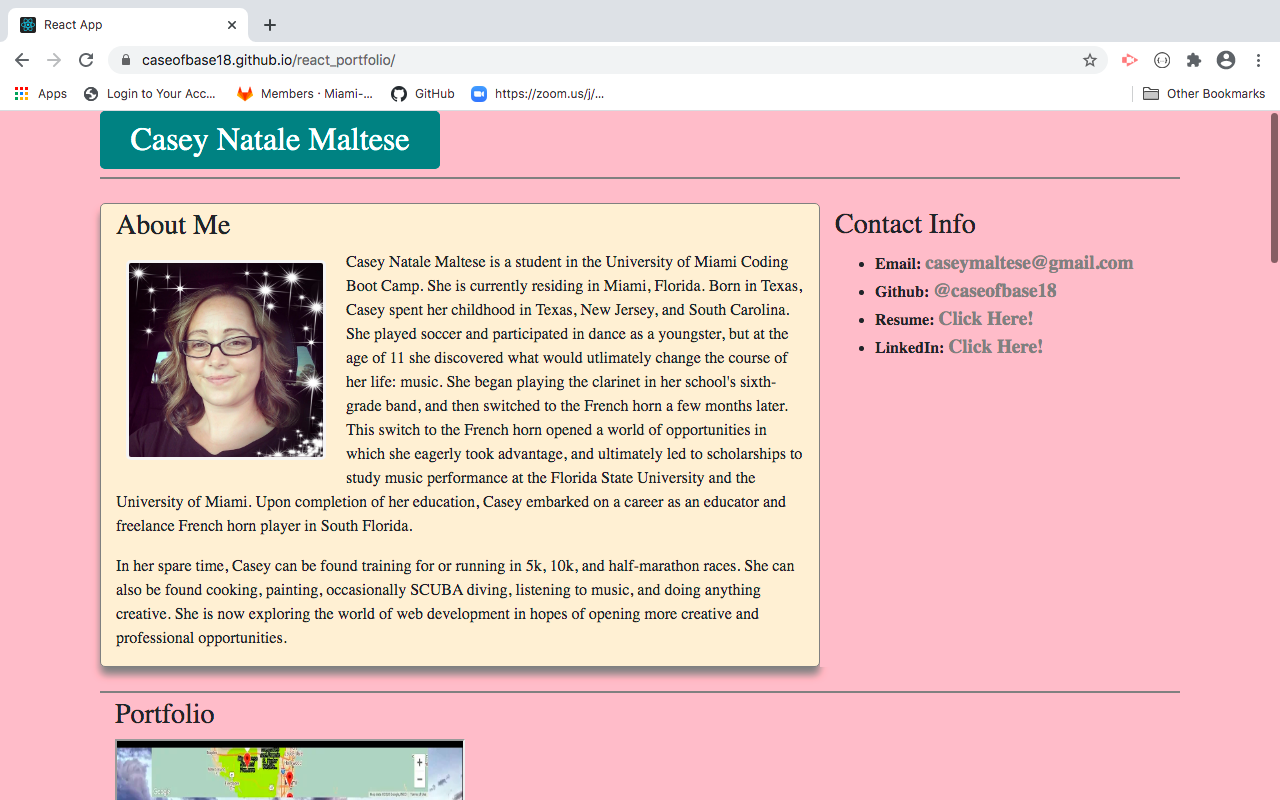 React App
caseofbase18.github.io/react_portfolio/
Apps
Login to Your Acc...
Members · Miami-...
GitHub
https://zoom.us/j/...
Other Bookmarks
Casey Natale Maltese
About Me
Casey Natale Maltese is a student in the University of Miami Coding
Boot Camp. She is currently residing in Miami, Florida. Born in Texas,
Casey spent her childhood in Texas, New Jersey, and South Carolina.
She played soccer and participated in dance as a youngster, but at the
age of 11 she discovered what would utlimately change the course of
her life: music. She began playing the clarinet in her school's sixth-
grade band, and then switched to the French horn a few months later.
This switch to the French horn opened a world of opportunities in
which she eagerly took advantage, and ultimately led to scholarships to
study music performance at the Florida State University and the
University of Miami. Upon completion of her education, Casey embarked on a career as an educator and
freelance French horn player in South Florida.
In her spare time, Casey can be found training for or running in 5k, 10k, and half-marathon races. She can
also be found cooking, painting, occasionally SCUBA diving, listening to music, and doing anything
creative. She is now exploring the world of web development in hopes of opening more creative and
professional opportunities.
Contact Info
Email: caseymaltese@gmail.com
Github: @caseofbase18
Resume: Click Here!
LinkedIn: Click Here!
Portfolio